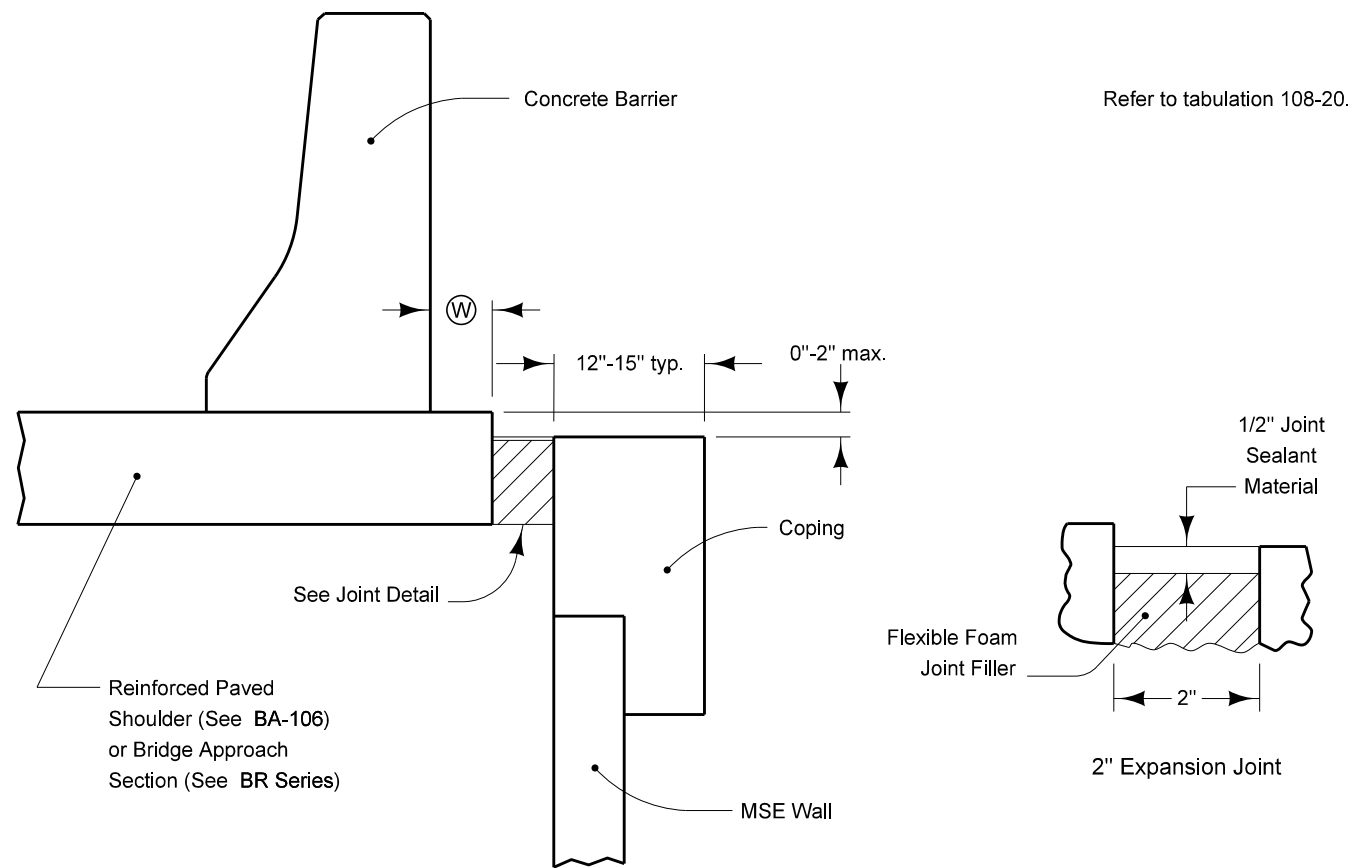 Concrete Barrier
Refer to tabulation 108-20.
W
12"-15" typ.
0"-2" max.
1/2" Joint
Sealant
Material
Coping
See Joint Detail
Flexible Foam
Joint Filler
Reinforced Paved
Shoulder (See BA-106)
or Bridge Approach
Section (See BR Series)
2"
2" Expansion Joint
MSE Wall